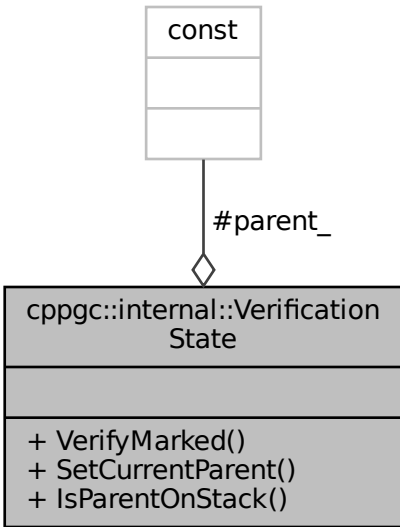 const
#parent_
cppgc::internal::Verification
State
+ VerifyMarked()
+ SetCurrentParent()
+ IsParentOnStack()